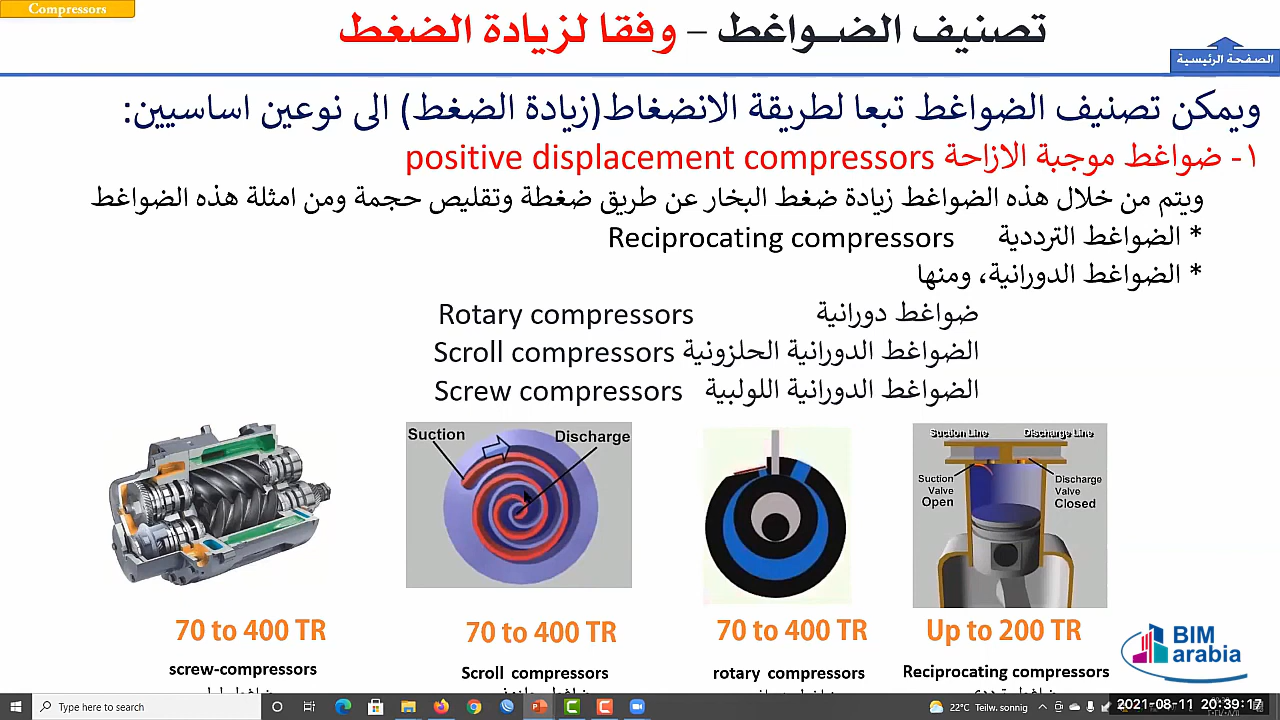 Compressors
تصنيف الضـواغط – وفقا لزيادة الضغط
الصفحة الرئيسية
ويمكن تصنيف الضواغط تبعا لطريقة الانضغاط(زيادة الضغط) الى نوعين اساسيين:
١- ضواغط موجبة الازاحة positive displacement compressors
ويتم من خلال هذه الضواغط زيادة ضغط البخار عن طريق ضغطة وتقليص حجمة ومن امثلة هذه الضواغط
* الضواغط الترددية Reciprocating compressors
* الضواغط الدورانية، ومنها
ضواغط دورانية Rotary compressors
الضواغط الدورانية الحلزونية Scroll compressors
الضواغط الدورانية اللولبية Screw compressors
Suction
Discharge
Suction Line
Discharge Line
Suction
Valve
Open
Discharge
Valve
Closed
70 to 400 TR
70 to 400 TR
70 to 400 TR
Up to 200 TR
screw-compressors
Scroll compressors
rotary compressors
Reciprocating compressors
BIM
arabia
Type here to search
22°C Teilw. sonnig
2021-08-11 20:39:17